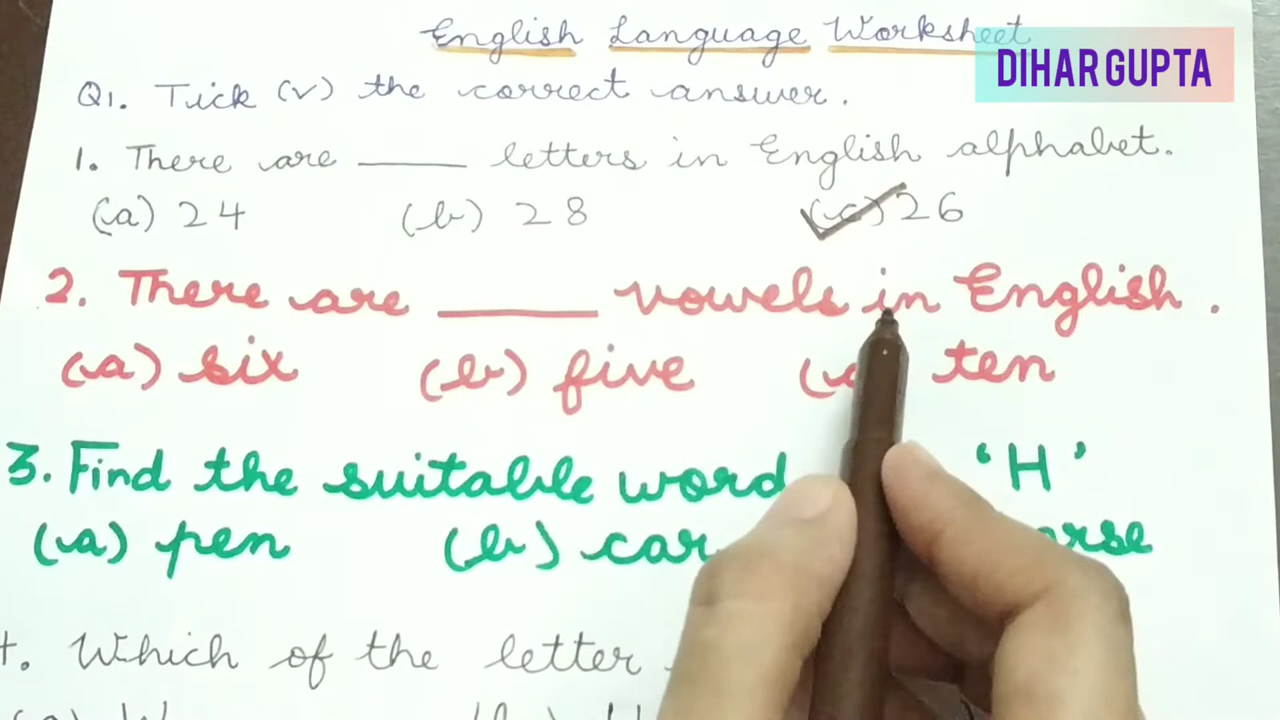 English Language Worksheet
DIHAR GUPTA
Q1. Tick (✓) the correct answer.
1. There are _____ letters in English alphabet.
(a) 24 (b) 28 (c) 26
2. There are _____ vowels in English.
(a) six (b) five (c) ten
3. Find the suitable word 'H'
(a) pen (b) car
4. Which of the letter